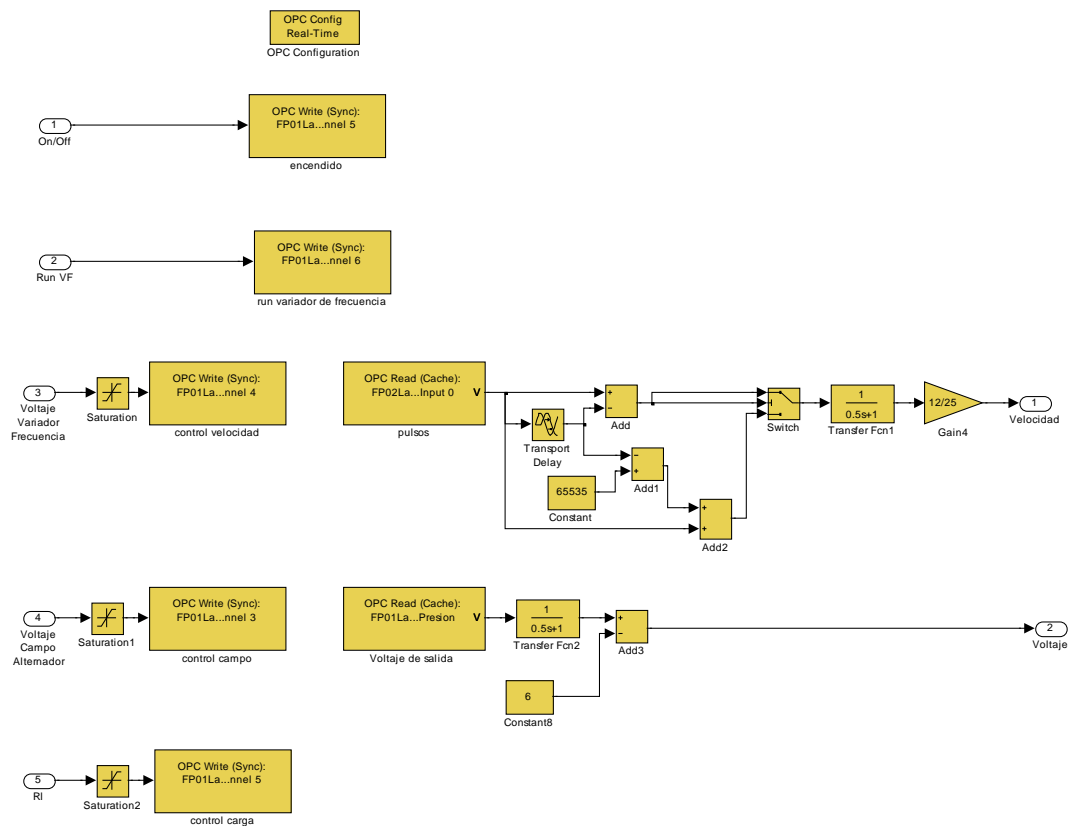 OPC Config
Real-Time
OPC Configuration
1
On/Off
OPC Write (Sync):
FP01La...nnel 5
encendido
2
Run VF
OPC Write (Sync):
FP01La...nnel 6
run variador de frecuencia
3
Voltaje
Variador
Frecuencia
Saturation
OPC Write (Sync):
FP01La...nnel 4
control velocidad
OPC Read (Cache):
FP02La...Input 0
V
pulsos
Transport
Delay
+
−
Add
65535
Constant
−
+
Add1
+
+
Add2
Switch
1
0.5s+1
Transfer Fcn1
12/25
Gain4
1
Velocidad
4
Voltaje
Campo
Alternador
Saturation1
OPC Write (Sync):
FP01La...nnel 3
control campo
OPC Read (Cache):
FP01La...Presion
V
Voltaje de salida
1
0.5s+1
Transfer Fcn2
+
−
Add3
6
Constant8
2
Voltaje
5
RI
Saturation2
OPC Write (Sync):
FP01La...nnel 5
control carga